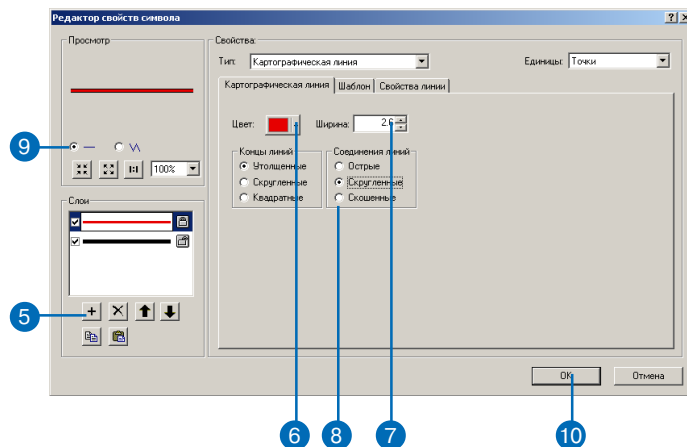 Редактор свойств символа
Просмотр
100%
Слои
Свойства:
Тип: Картографическая линия
Единицы: Точки
Картографическая линия Шаблон Свойства линии
Цвет: Ширина: 2,6
Концы линий
Утолщенные
Скругленные
Квадратные
Соединения линий
Острые
Скругленные
Скошенные
OK Отмена
9
5
6
8
7
10